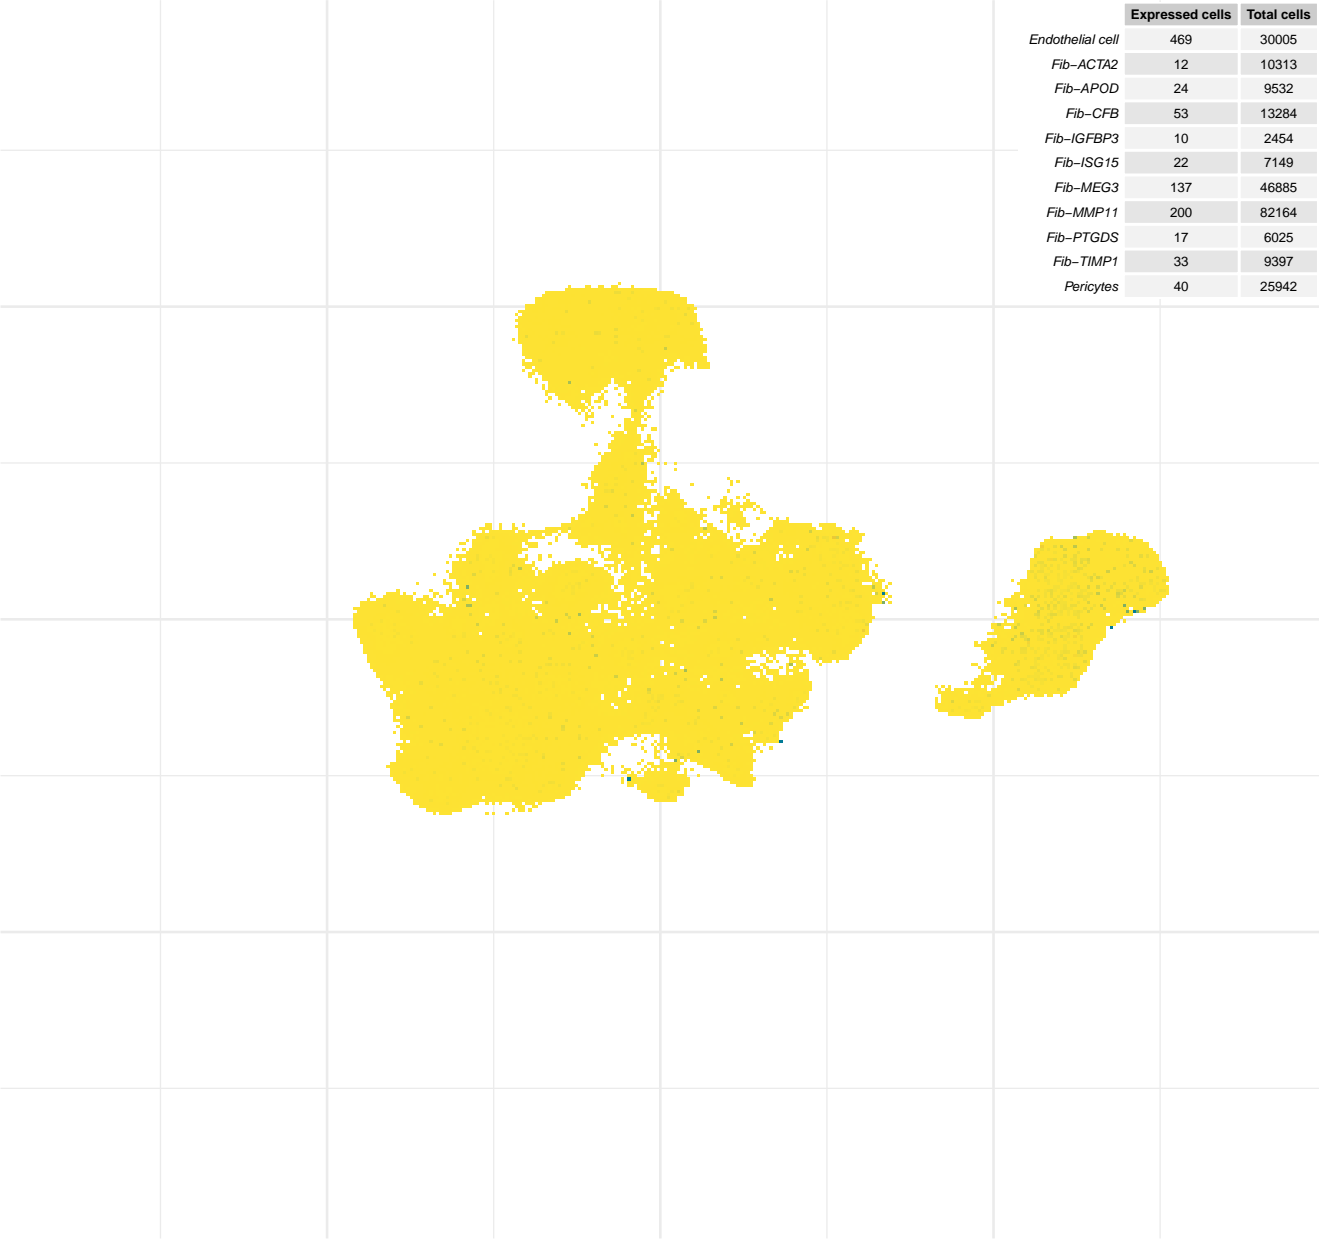 Expressed cells Total cells
Endothelial cell 469 30005
Fib−ACTA2 12 10313
Fib−APOD 24 9532
Fib−CFB 53 13284
Fib−IGFBP3 10 2454
Fib−ISG15 22 7149
Fib−MEG3 137 46885
Fib−MMP11 200 82164
Fib−PTGDS 17 6025
Fib−TIMP1 33 9397
Pericytes 40 25942